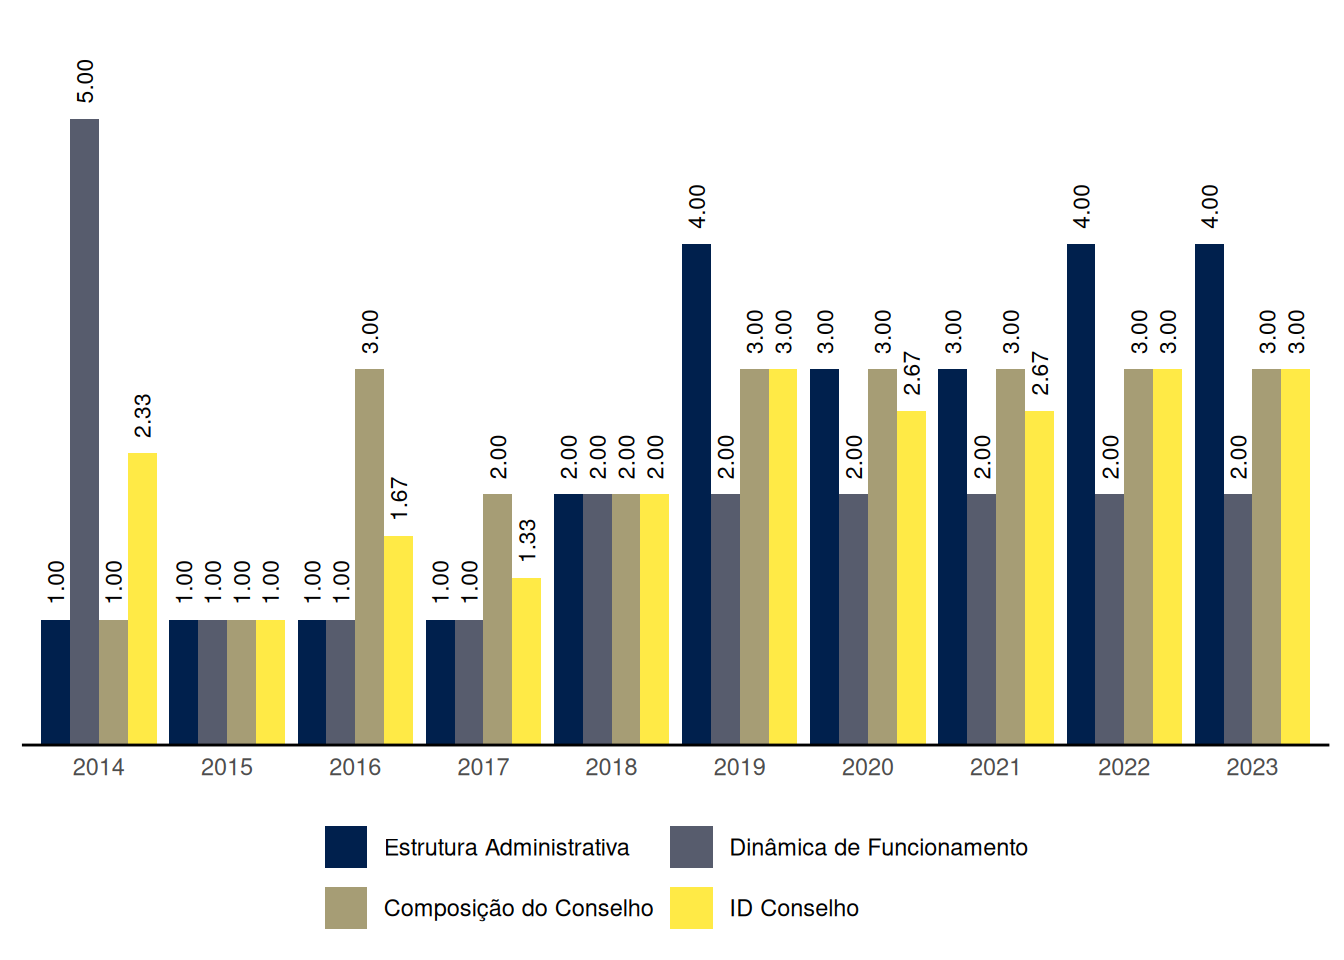 1.00 5.00 1.00 2.33
1.00 1.00 1.00 1.00
1.00 1.00 3.00 1.67
1.00 1.00 2.00 1.33
2.00 2.00 2.00 2.00
4.00 2.00 3.00 3.00
3.00 2.00 3.00 2.67
3.00 2.00 3.00 2.67
4.00 2.00 3.00 3.00
4.00 2.00 3.00 3.00
2014 2015 2016 2017 2018 2019 2020 2021 2022 2023
Estrutura Administrativa Dinâmica de Funcionamento
Composição do Conselho ID Conselho